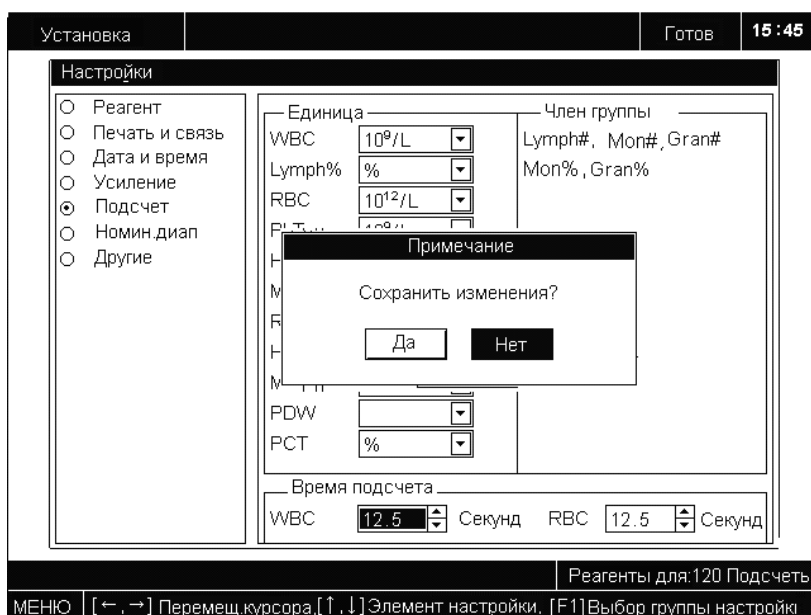 Установка Готов 15:45
Настройки
Реагент
Печать и связь
Дата и время
Усиление
Подсчет
Номин.диап
Другие
Единица
WBC 10⁹/L
Lymph% %
RBC 10¹²/L
PDW
PCT %
Член группы
Lymph#, Mon#, Gran#
Mon%, Gran%
Примечание
Сохранить изменения?
Да Нет
Время подсчета
WBC 12.5 Секунд RBC 12.5 Секунд
Реагенты для:120 Подсчеть
МЕНЮ [←,→] Перемещ.курсора,[↑,↓]Элемент настройки, [F1]Выбор группы настройки